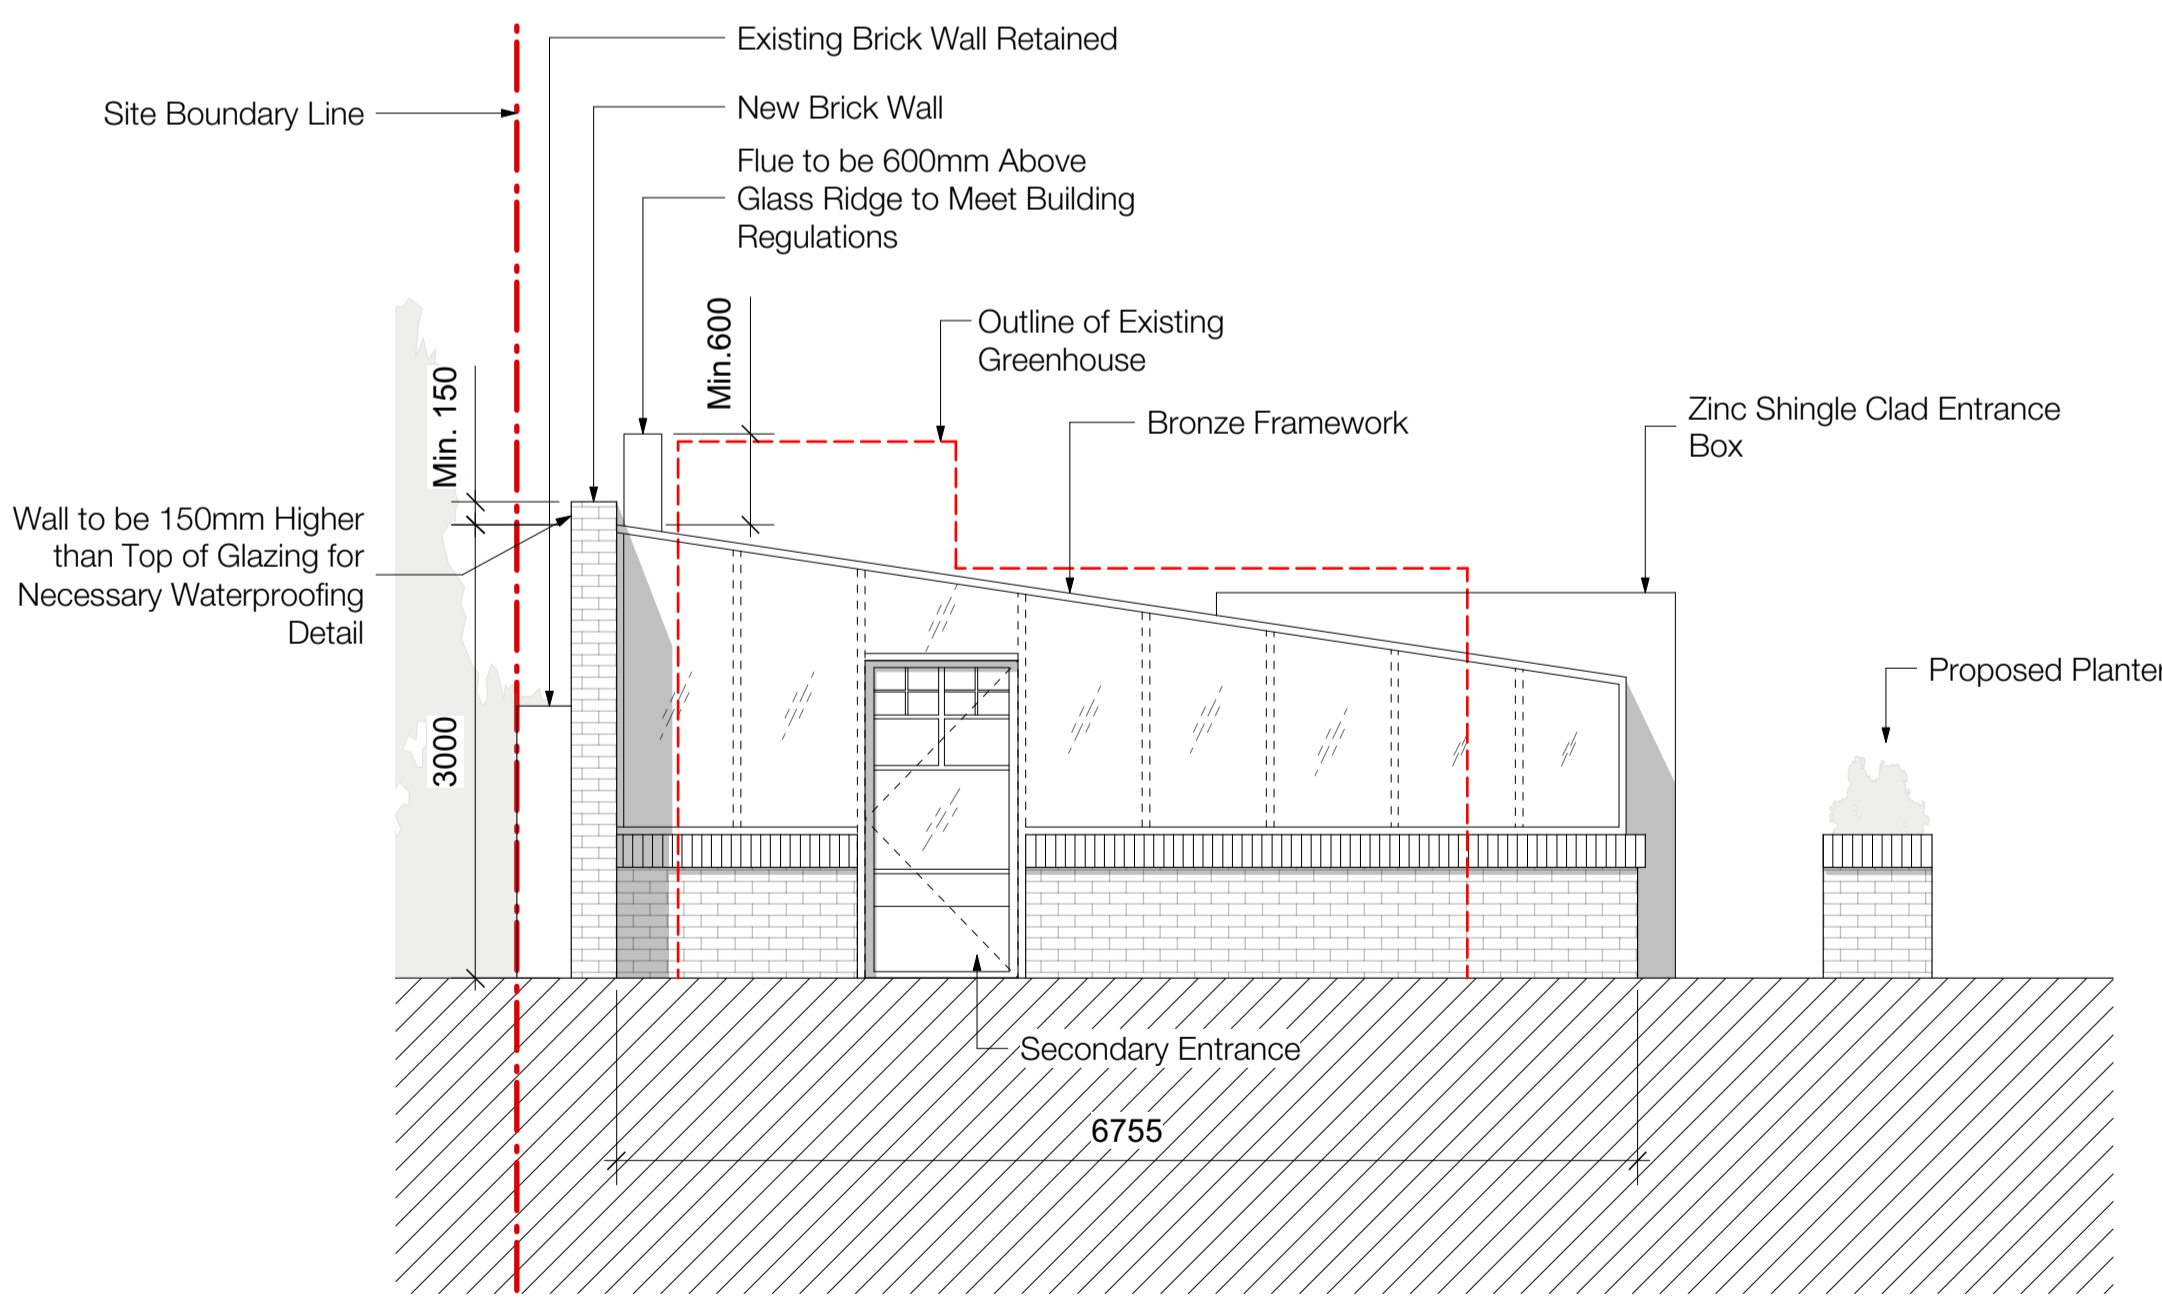 Existing Brick Wall Retained
Site Boundary Line
New Brick Wall
Flue to be 600mm Above
Glass Ridge to Meet Building
Regulations
Min.600
Outline of Existing
Greenhouse
Min. 150
Bronze Framework
Zinc Shingle Clad Entrance
Box
Wall to be 150mm Higher
than Top of Glazing for
Necessary Waterproofing
Detail
Proposed Planter
3000
Secondary Entrance
6755